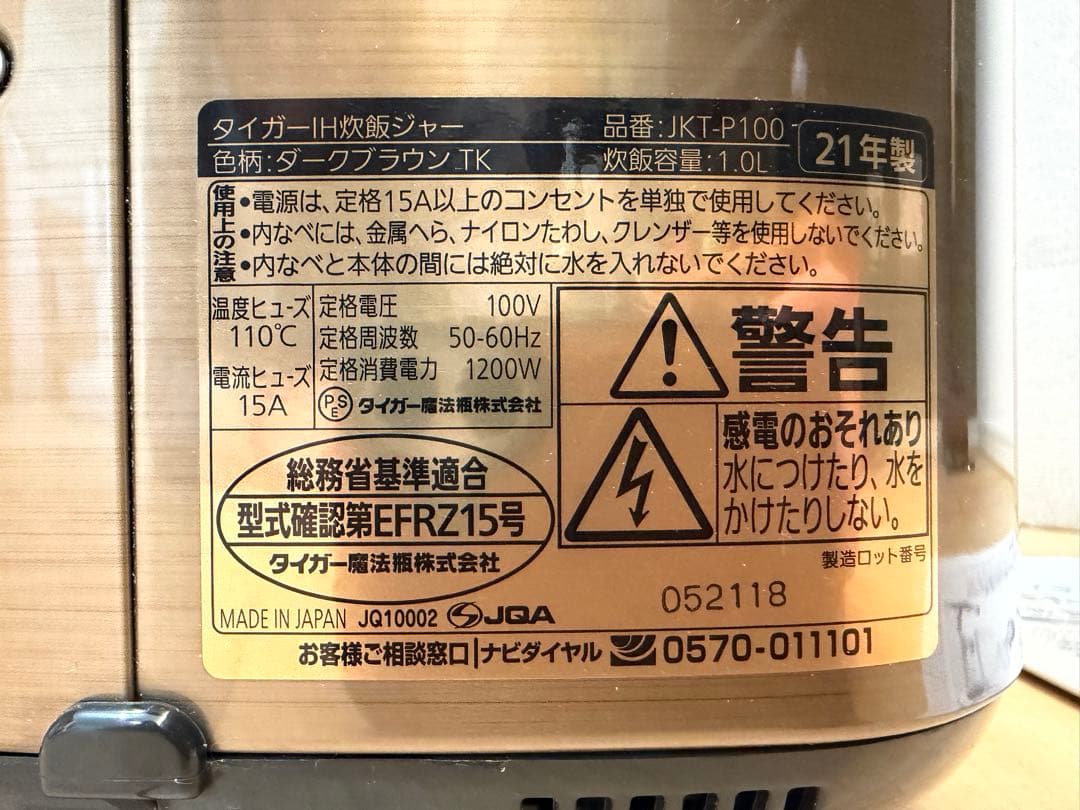 タイガーIH炊飯ジャー 品番:JKT-P100
色柄:ダークブラウン TK 炊飯容量:1.0L
21年製
使用上の注意
•電源は、定格15A以上のコンセントを単独で使用してください。
•内なべには、金属へら、ナイロンたわし、クレンザー等を使用しないでください。
•内なべと本体の間には絶対に水を入れないでください。
温度ヒューズ
110℃
電流ヒューズ
15A
定格電圧 100V
定格周波数 50-60Hz
定格消費電力 1200W
PSE タイガー魔法瓶株式会社
警告
感電のおそれあり
水につけたり、水を
かけたりしない。
総務省基準適合
型式確認第EFRZ15号
タイガー魔法瓶株式会社
製造ロット番号
052118
MADE IN JAPAN JQ10002 JQA
お客様ご相談窓口|ナビダイヤル 0570-011101